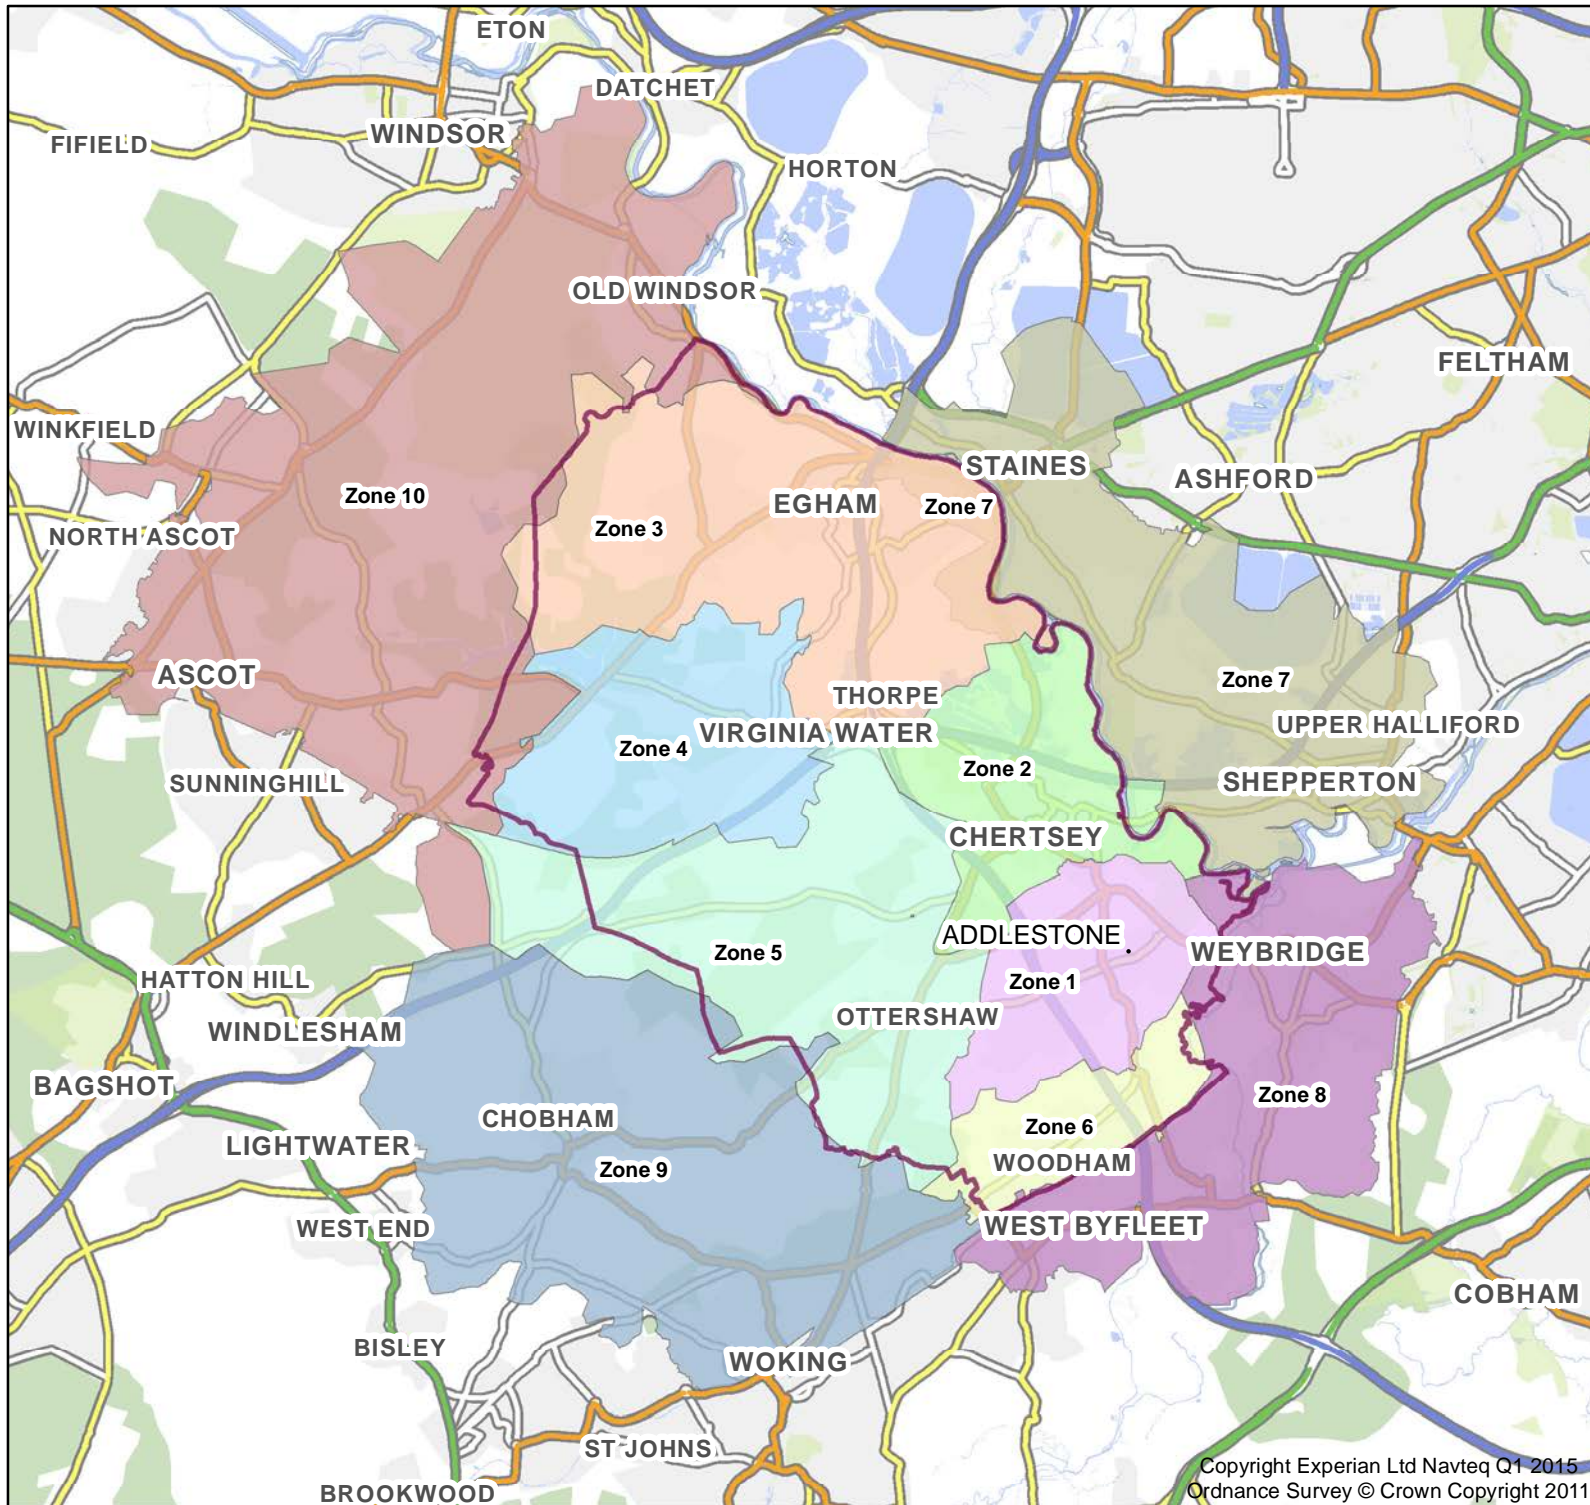 ETON
DATCHET
WINDSOR
FIFIELD
HORTON
OLD WINDSOR
FELTHAM
WINKFIELD
STAINES
ASHFORD
Zone 10
EGHAM
Zone 7
Zone 3
NORTH ASCOT
ASCOT
Zone 7
THORPE
UPPER HALLIFORD
VIRGINIA WATER
Zone 4
Zone 2
SUNNINGHILL
SHEPPERTON
CHERTSEY
ADDLESTONE
Zone 5
WEYBRIDGE
HATTON HILL
Zone 1
OTTERSHAW
WINDLESHAM
BAGSHOT
Zone 8
CHOBHAM
Zone 6
LIGHTWATER
Zone 9
WOODHAM
WEST END
WEST BYFLEET
COBHAM
BISLEY
WOKING
ST JOHNS
BROOKWOOD
Copyright Experian Ltd Navteq Q1 2015
Ordnance Survey © Crown Copyright 2011